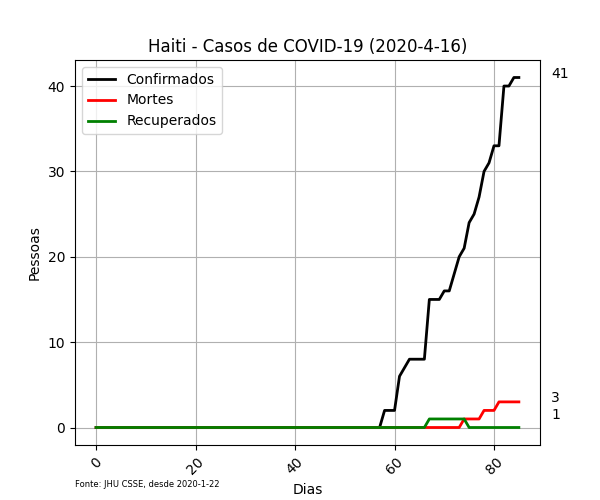 Haiti - Casos de COVID-19 (2020-4-16)
Confirmados
Mortes
Recuperados
41
40
30
20
10
0
3
1
Pessoas
0 20 40 60 80
Fonte: JHU CSSE, desde 2020-1-22
Dias